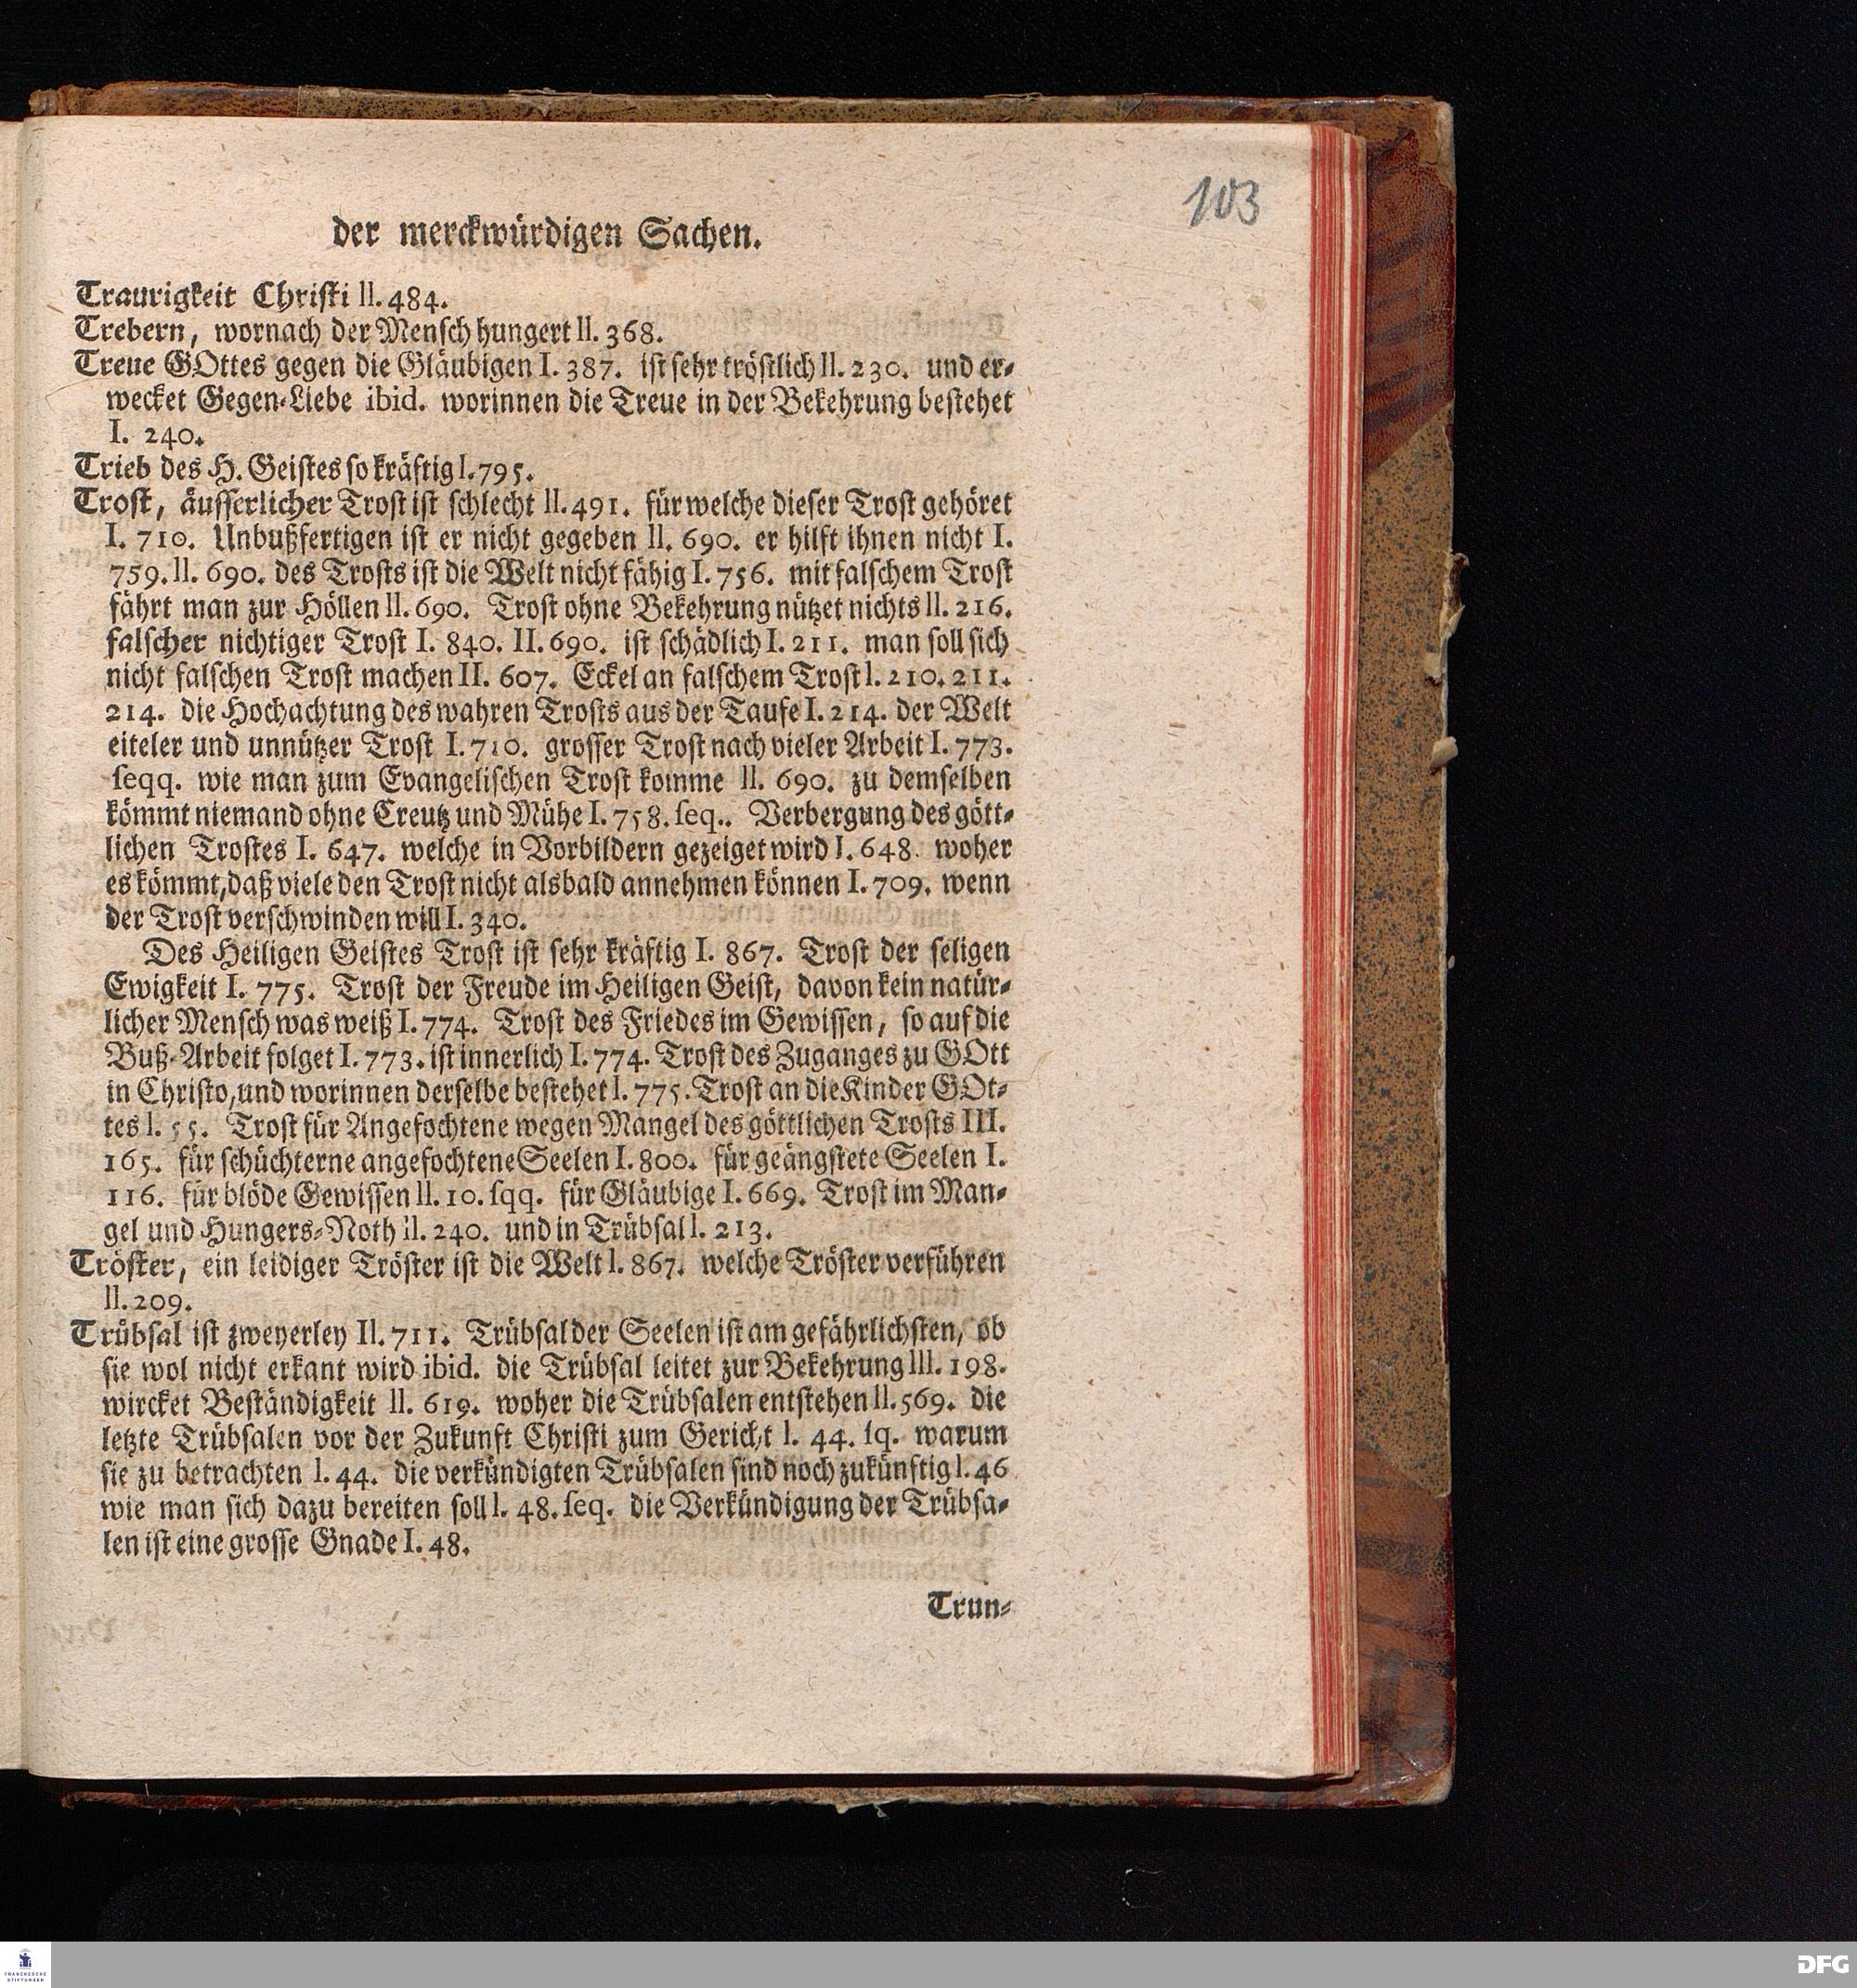 103
der merckwürdigen Sachen.
Traurigkeit Christi II. 484.
Trebern, wornach der Mensch hungert II. 368.
Treue GOttes gegen die Gläubigen I. 387. ist sehr tröstlich II. 230. und er-
wecket Gegen-Liebe ibid. worinnen die Treue in der Bekehrung bestehet
I. 240.
Trieb des H. Geistes so kräftig I. 795.
Trost, äusserlicher Trost ist schlecht II. 491. für welche dieser Trost gehöret
I. 710. Unbußfertigen ist er nicht gegeben II. 690. er hilft ihnen nicht I.
759. II. 690. des Trosts ist die Welt nicht fähig I. 756. mit falschem Trost
fährt man zur Höllen II. 690. Trost ohne Bekehrung nützet nichts II. 216.
falscher nichtiger Trost I. 840. II. 690. ist schädlich I. 211. man soll sich
nicht falschen Trost machen II. 607. Eckel an falschem Trost I. 210. 211.
214. die Hochachtung des wahren Trosts aus der Taufe I. 214. der Welt
eiteler und unnützer Trost I. 710. grosser Trost nach vieler Arbeit I. 773.
seqq. wie man zum Evangelischen Trost komme II. 690. zu demselben
kömmt niemand ohne Creutz und Mühe I. 758. seq.. Verbergung des gött-
lichen Trostes I. 647. welche in Vorbildern gezeiget wird I. 648. woher
es kömmt, daß viele den Trost nicht alsbald annehmen können I. 709. wenn
der Trost verschwinden will I. 340.
Des Heiligen Geistes Trost ist sehr kräftig I. 867. Trost der seligen
Ewigkeit I. 775. Trost der Freude im Heiligen Geist, davon kein natür-
licher Mensch was weiß I. 774. Trost des Friedes im Gewissen, so auf die
Buß-Arbeit folget I. 773. ist innerlich I. 774. Trost des Zuganges zu GOtt
in Christo, und worinnen derselbe bestehet I. 775. Trost an die Kinder GOt-
tes I. 55. Trost für Angefochtene wegen Mangel des göttlichen Trosts III.
165. für schüchterne angefochtene Seelen I. 800. für geängstete Seelen I.
116. für blöde Gewissen II. 10. sqq. für Gläubige I. 669. Trost im Man-
gel und Hungers-Noth II. 240. und in Trübsal I. 213.
Tröster, ein leidiger Tröster ist die Welt I. 867. welche Tröster verführen
II. 209.
Trübsal ist zweyerley II. 711. Trübsal der Seelen ist am gefährlichsten, ob
sie wol nicht erkant wird ibid. die Trübsal leitet zur Bekehrung III. 198.
wircket Beständigkeit II. 619. woher die Trübsalen entstehen II. 569. die
letzte Trübsalen vor der Zukunft Christi zum Gericht I. 44. sq. warum
sie zu betrachten I. 44. die verkündigten Trübsalen sind noch zukünftig I. 46
wie man sich dazu bereiten soll I. 48. seq. die Verkündigung der Trübsa-
len ist eine grosse Gnade I. 48.
Trun-
FRANCKESCHE
STIFTUNGEN
DFG